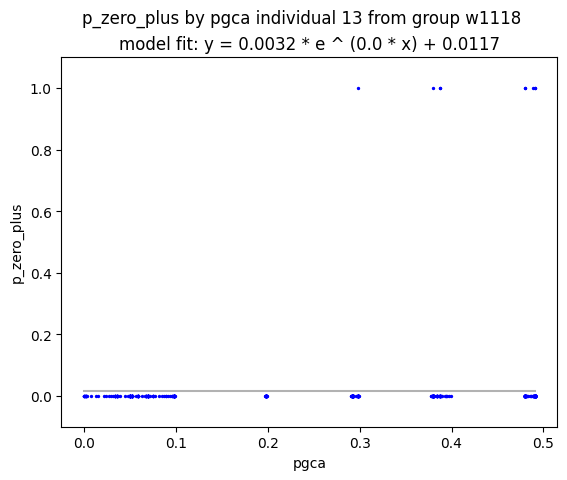 p_zero_plus by pgca individual 13 from group w1118
model fit: y = 0.0032 * e ^ (0.0 * x) + 0.0117
p_zero_plus
1.0
0.8
0.6
0.4
0.2
0.0
0.0 0.1 0.2 0.3 0.4 0.5
pgca